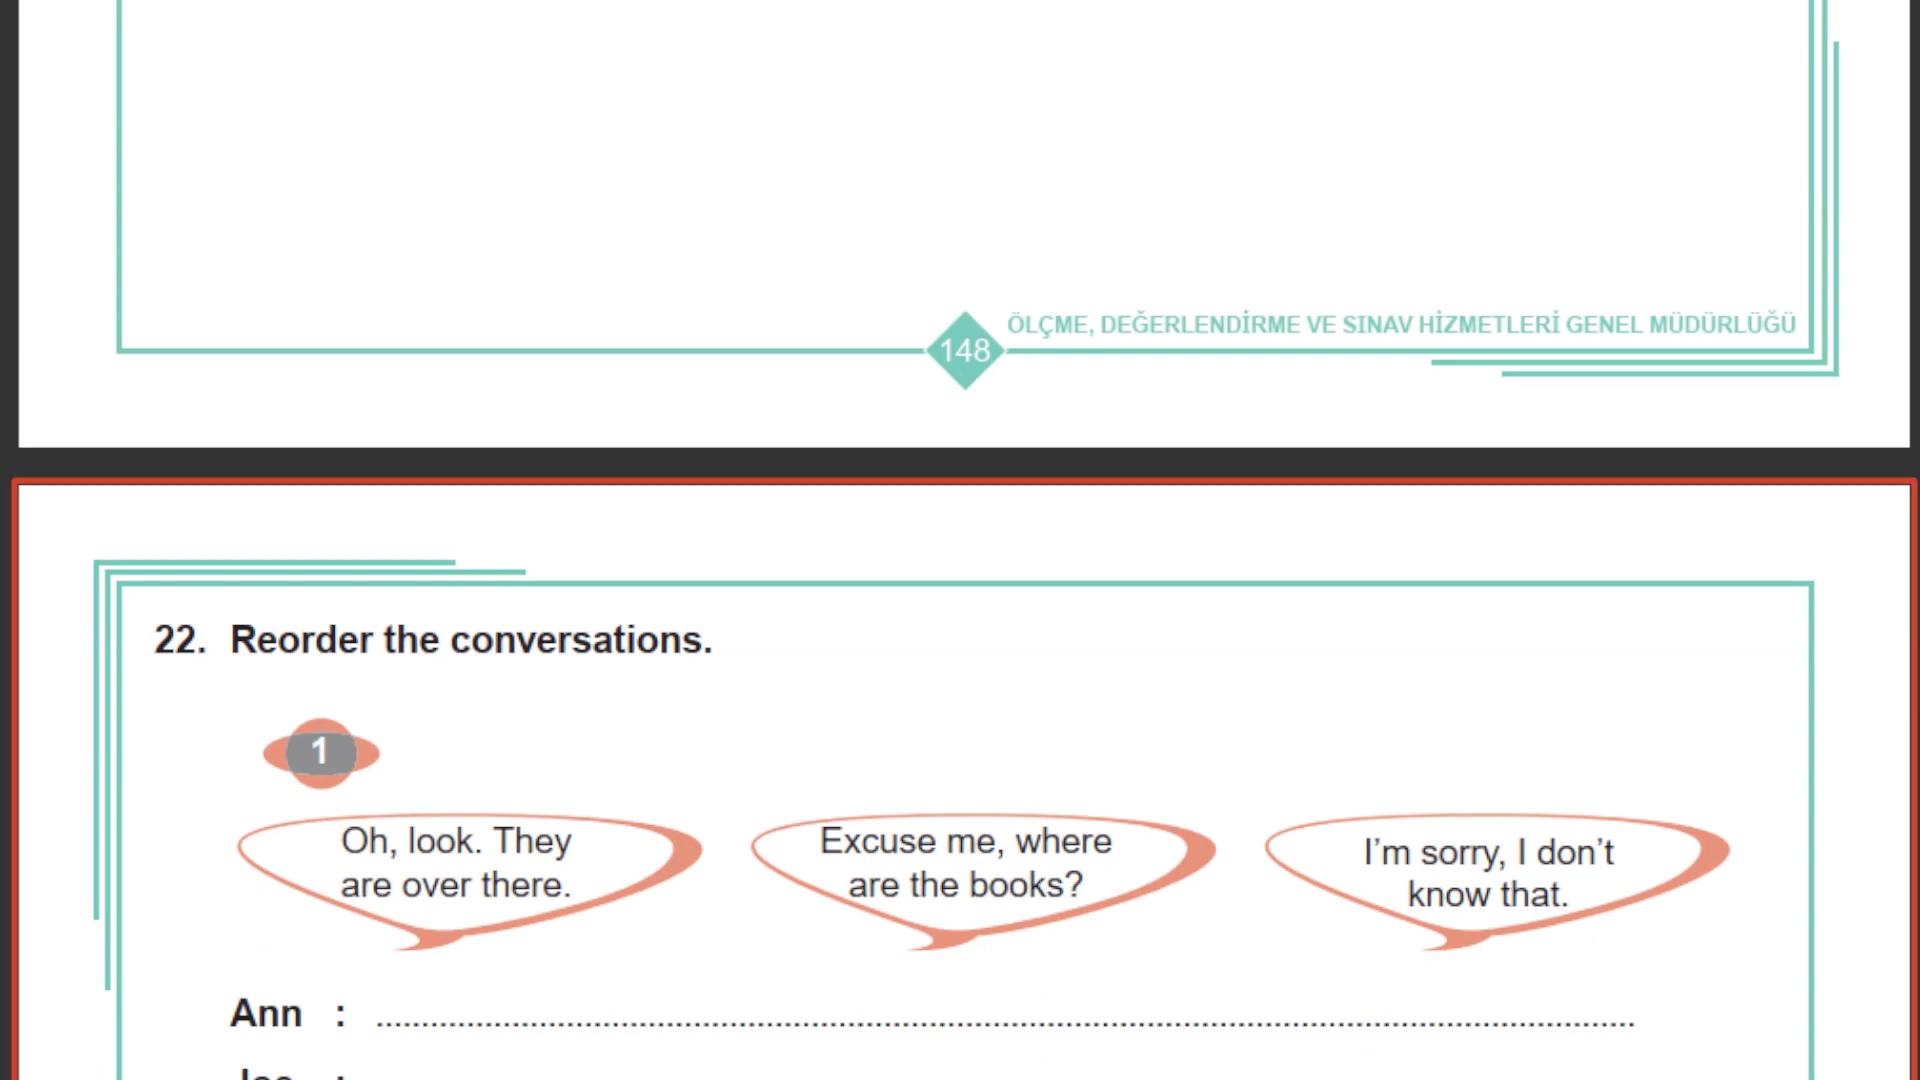 ÖLÇME, DEĞERLENDİRME VE SINAV HİZMETLERİ GENEL MÜDÜRLÜĞÜ
148
22. Reorder the conversations.
1
Oh, look. They
are over there.
Excuse me, where
are the books?
I'm sorry, I don't
know that.
Ann : ............................................................